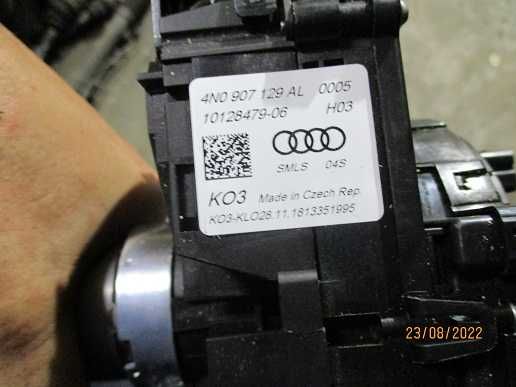 4N0 907 129 AL 0005
10128479-06 H03
SMLS 04S
KO3 Made in Czech Rep.
KO3-KLO28.11.1813351995
23/08/2022